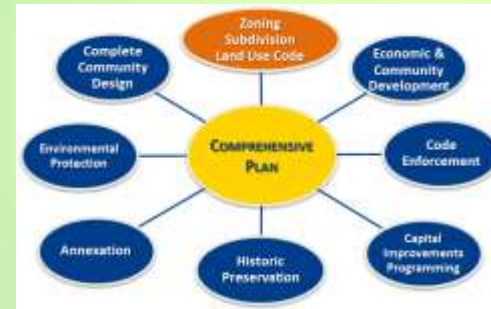 Zoning
Subdivision
Land Use Code
Complete
Community
Design
Economic &
Community
Development
Environmental
Protection
COMPREHENSIVE
PLAN
Code
Enforcement
Annexation
Historic
Preservation
Capital
Improvements
Programming